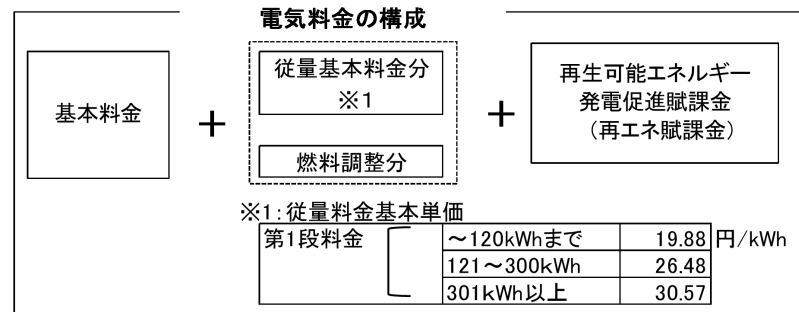 電気料金の構成
基本料金
+
従量基本料金分
※1
燃料調整分
+
再生可能エネルギー
発電促進賦課金
(再エネ賦課金)
※1:従量料金基本単価
第1段料金 ~120kWhまで 19.88 円/kWh
121~300kWh 26.48
301kWh以上 30.57